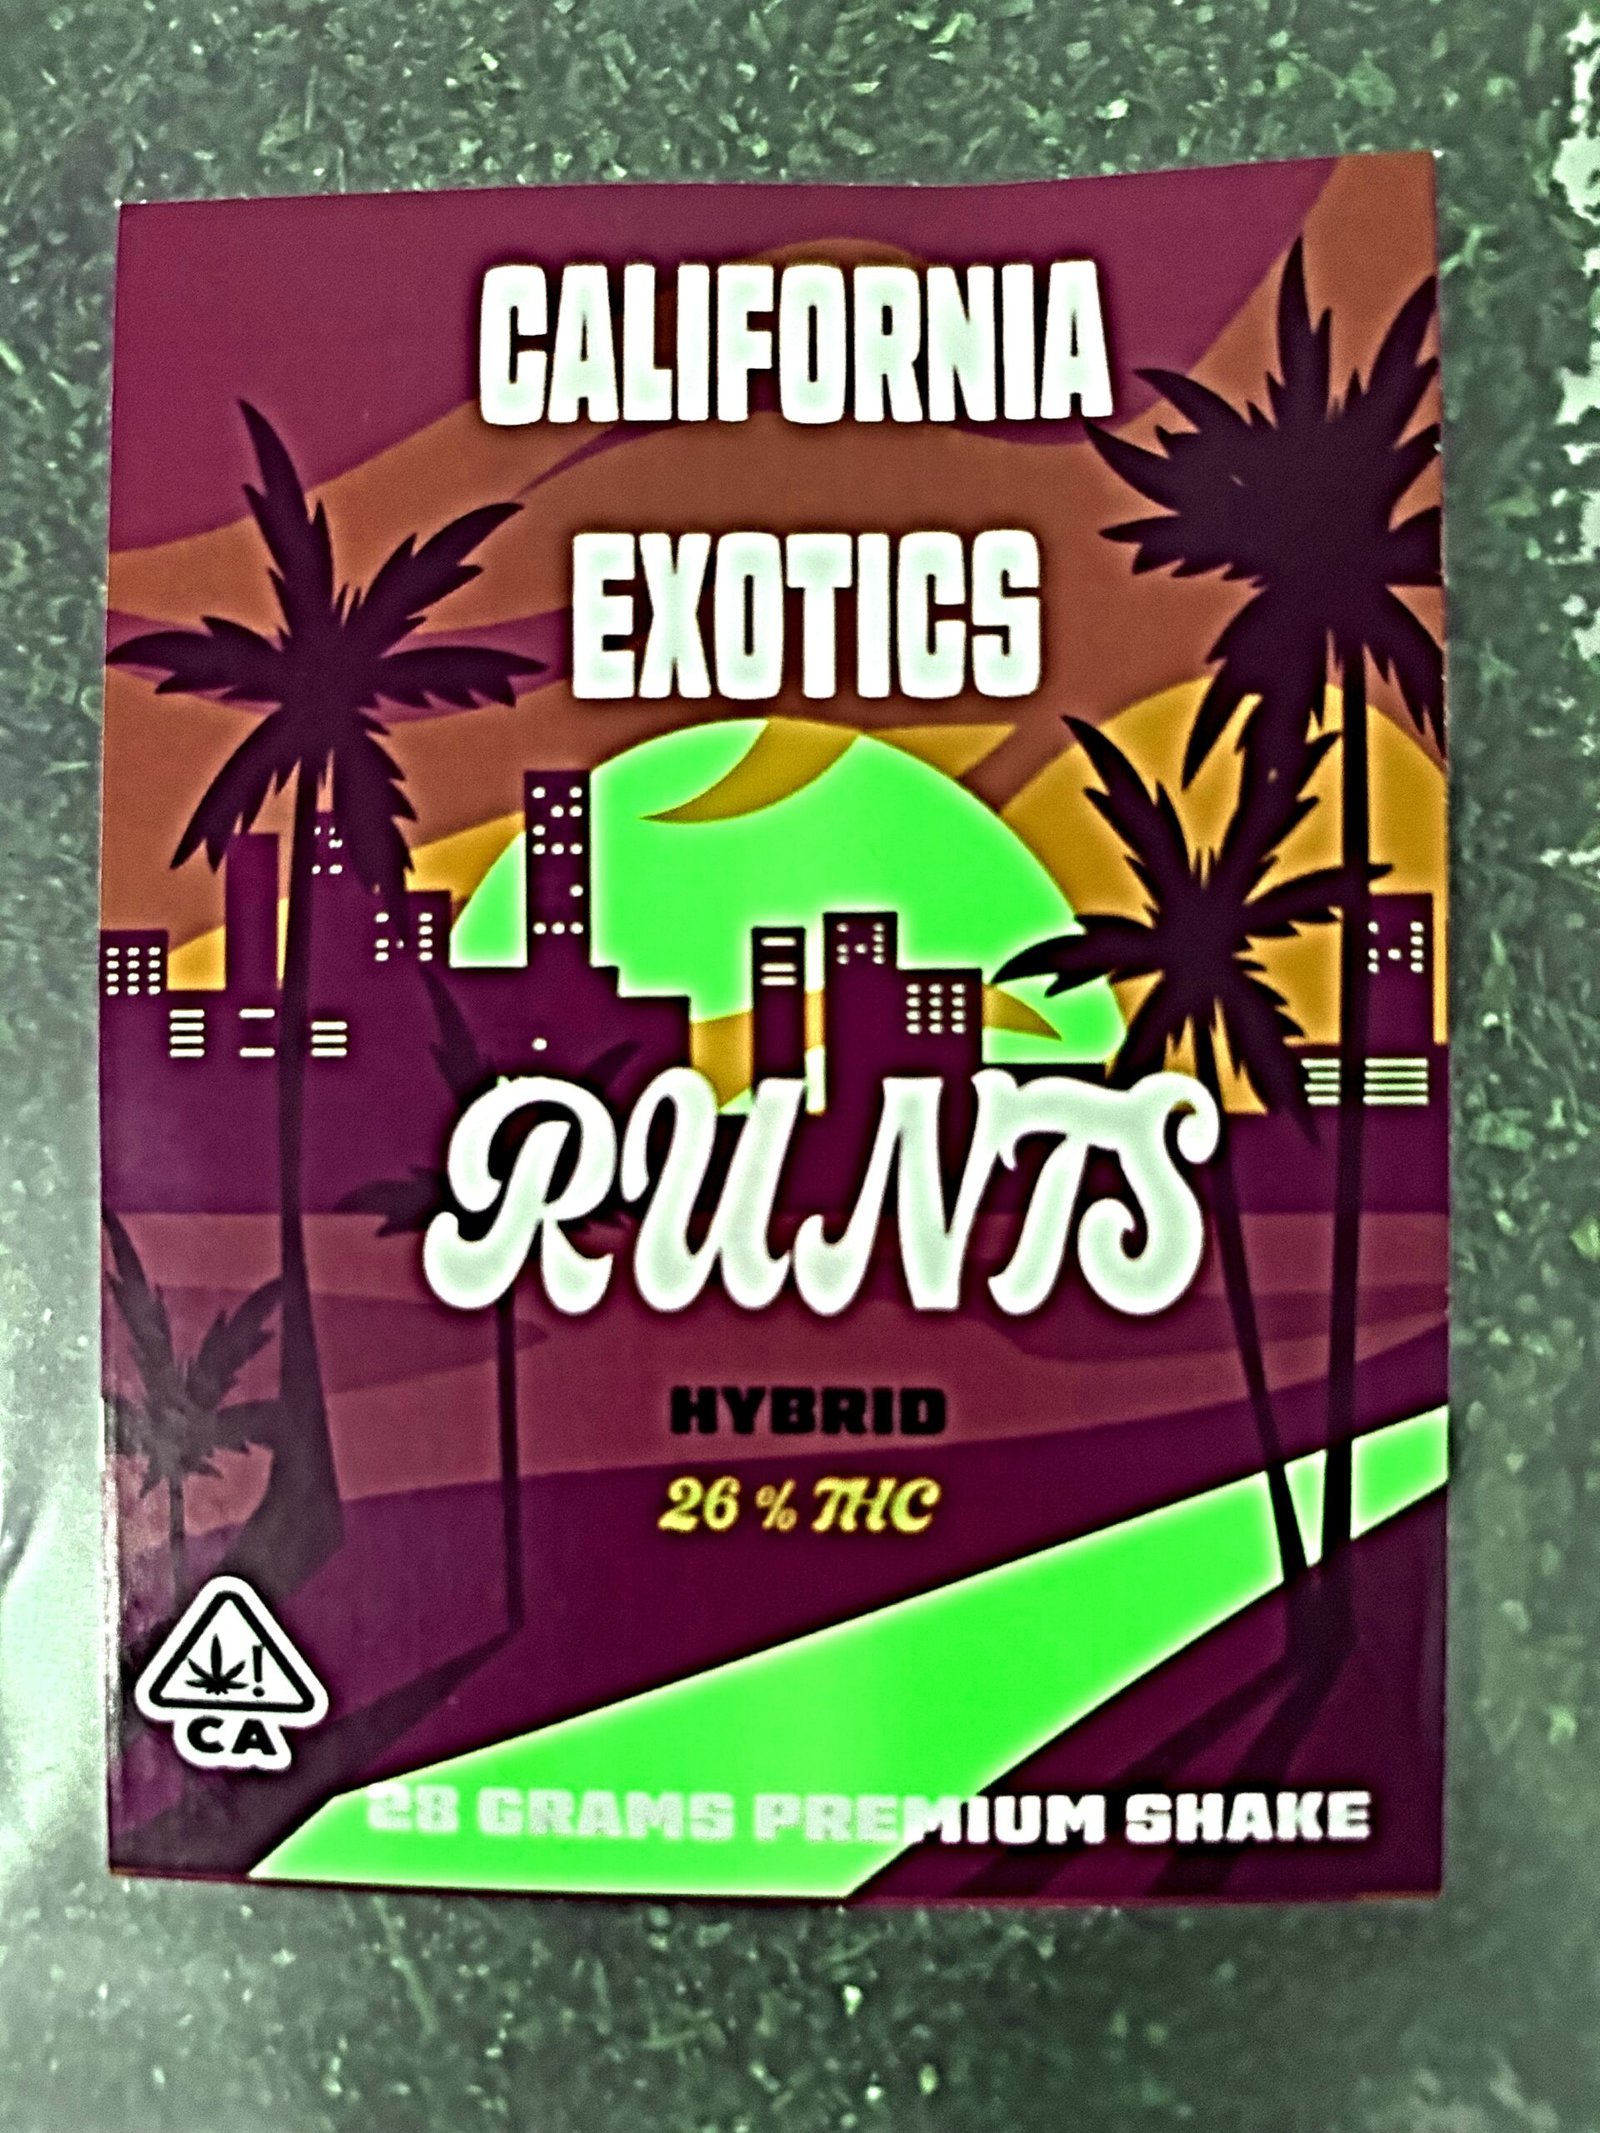 CALIFORNIA
EXOTICS
RUNTS
HYBRID
26 % THC
!
CA
28 GRAMS PREMIUM SHAKE